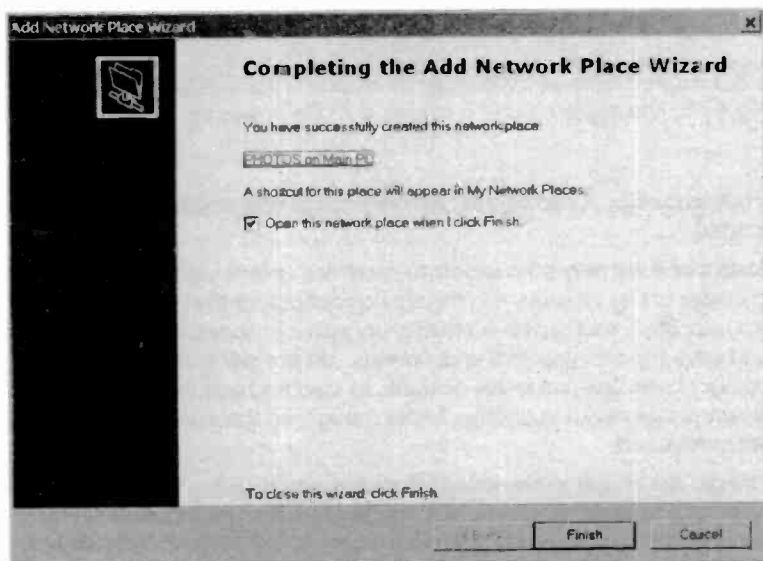 Add Network Place Wizard
Completing the Add Network Place Wizard
You have successfully created this network place
PHOTOS on Main PC
A shortcut for this place will appear in My Network Places.
Open this network place when I click Finish.
To close this wizard, click Finish.
Finish
Cancel